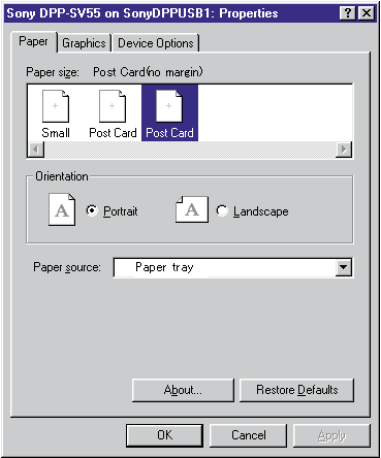 Sony DPP-SV55 on SonyDPPUSB1: Properties
Paper Graphics Device Options
Paper size: Post Card(no margin)
Small Post Card Post Card
Orientation
A Portrait A Landscape
Paper source: Paper tray
About... Restore Defaults
OK Cancel Apply